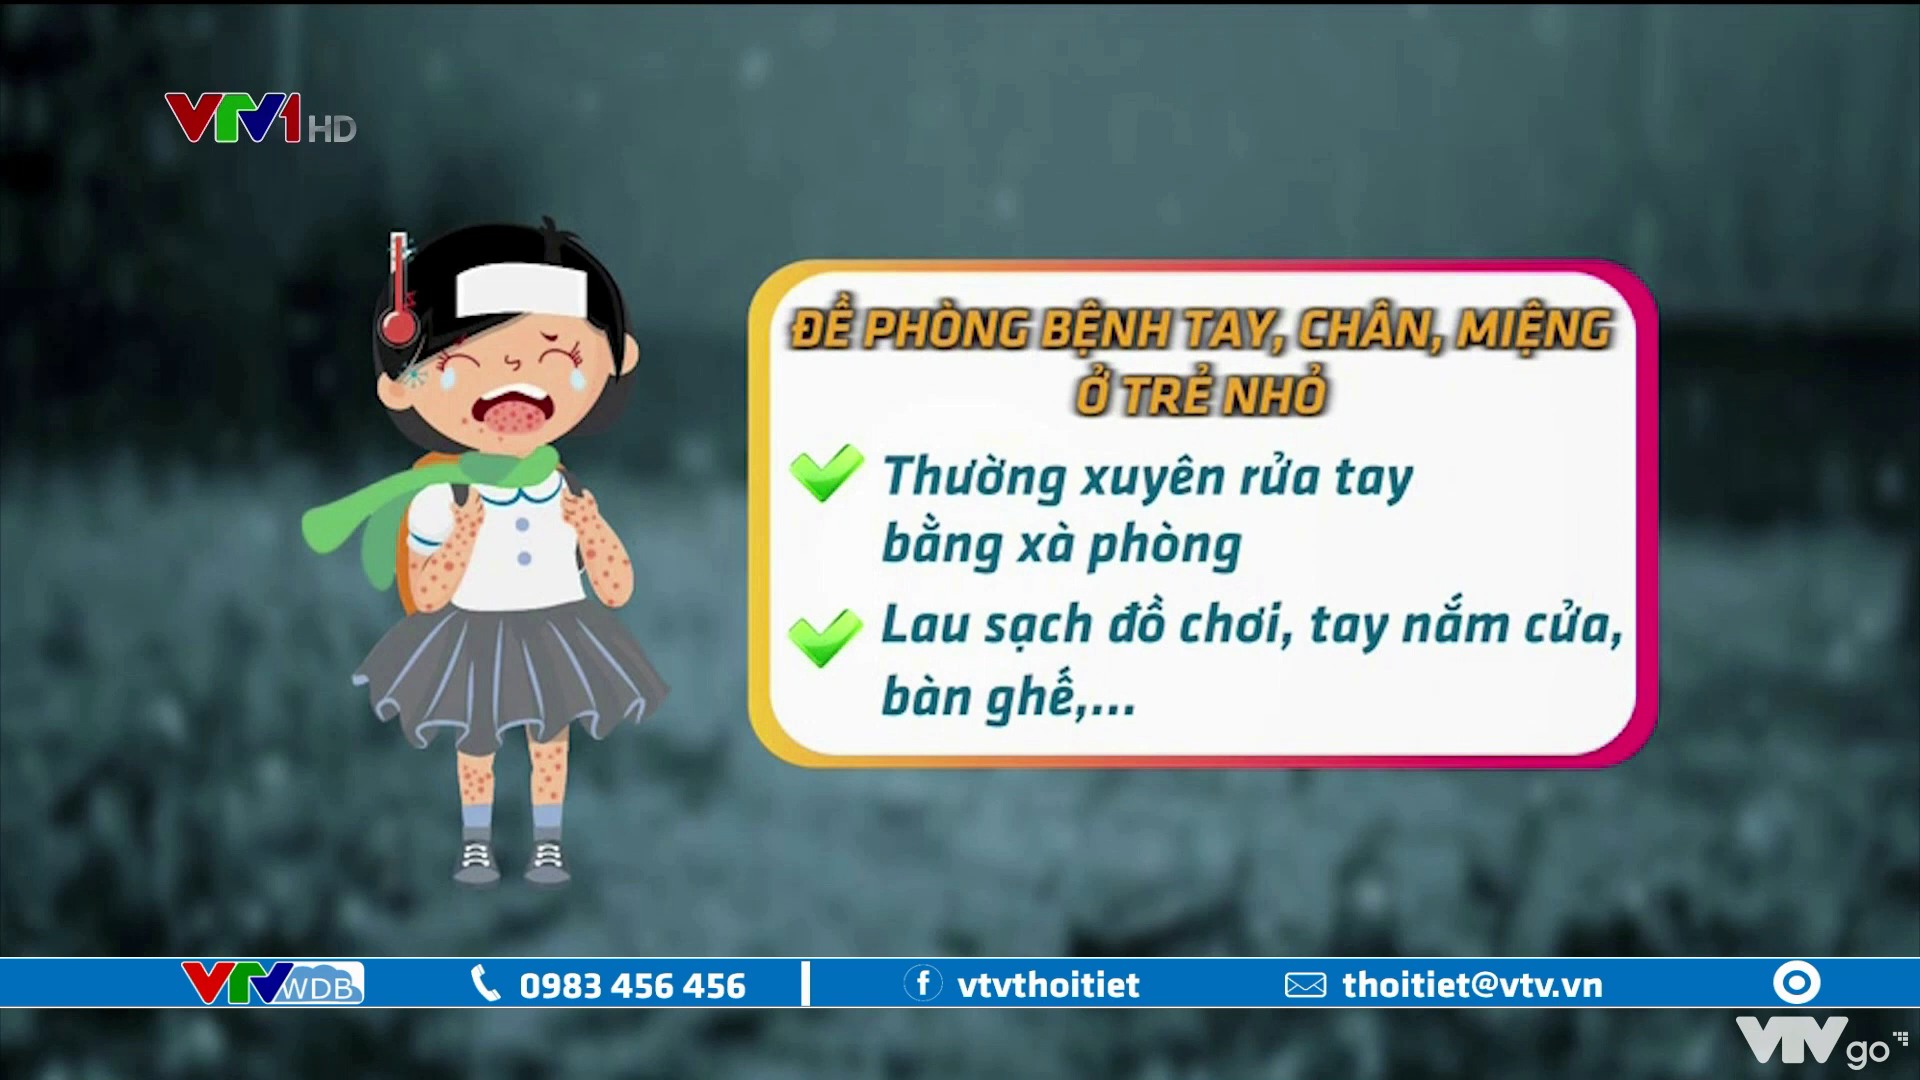 VTV1 HD
ĐỀ PHÒNG BỆNH TAY, CHÂN, MIỆNG
Ở TRẺ NHỎ
Thường xuyên rửa tay
bằng xà phòng
Lau sạch đồ chơi, tay nắm cửa,
bàn ghế,...
VTV WDB
0983 456 456
f vtvthoitiet
thoitiet@vtv.vn
VTV go